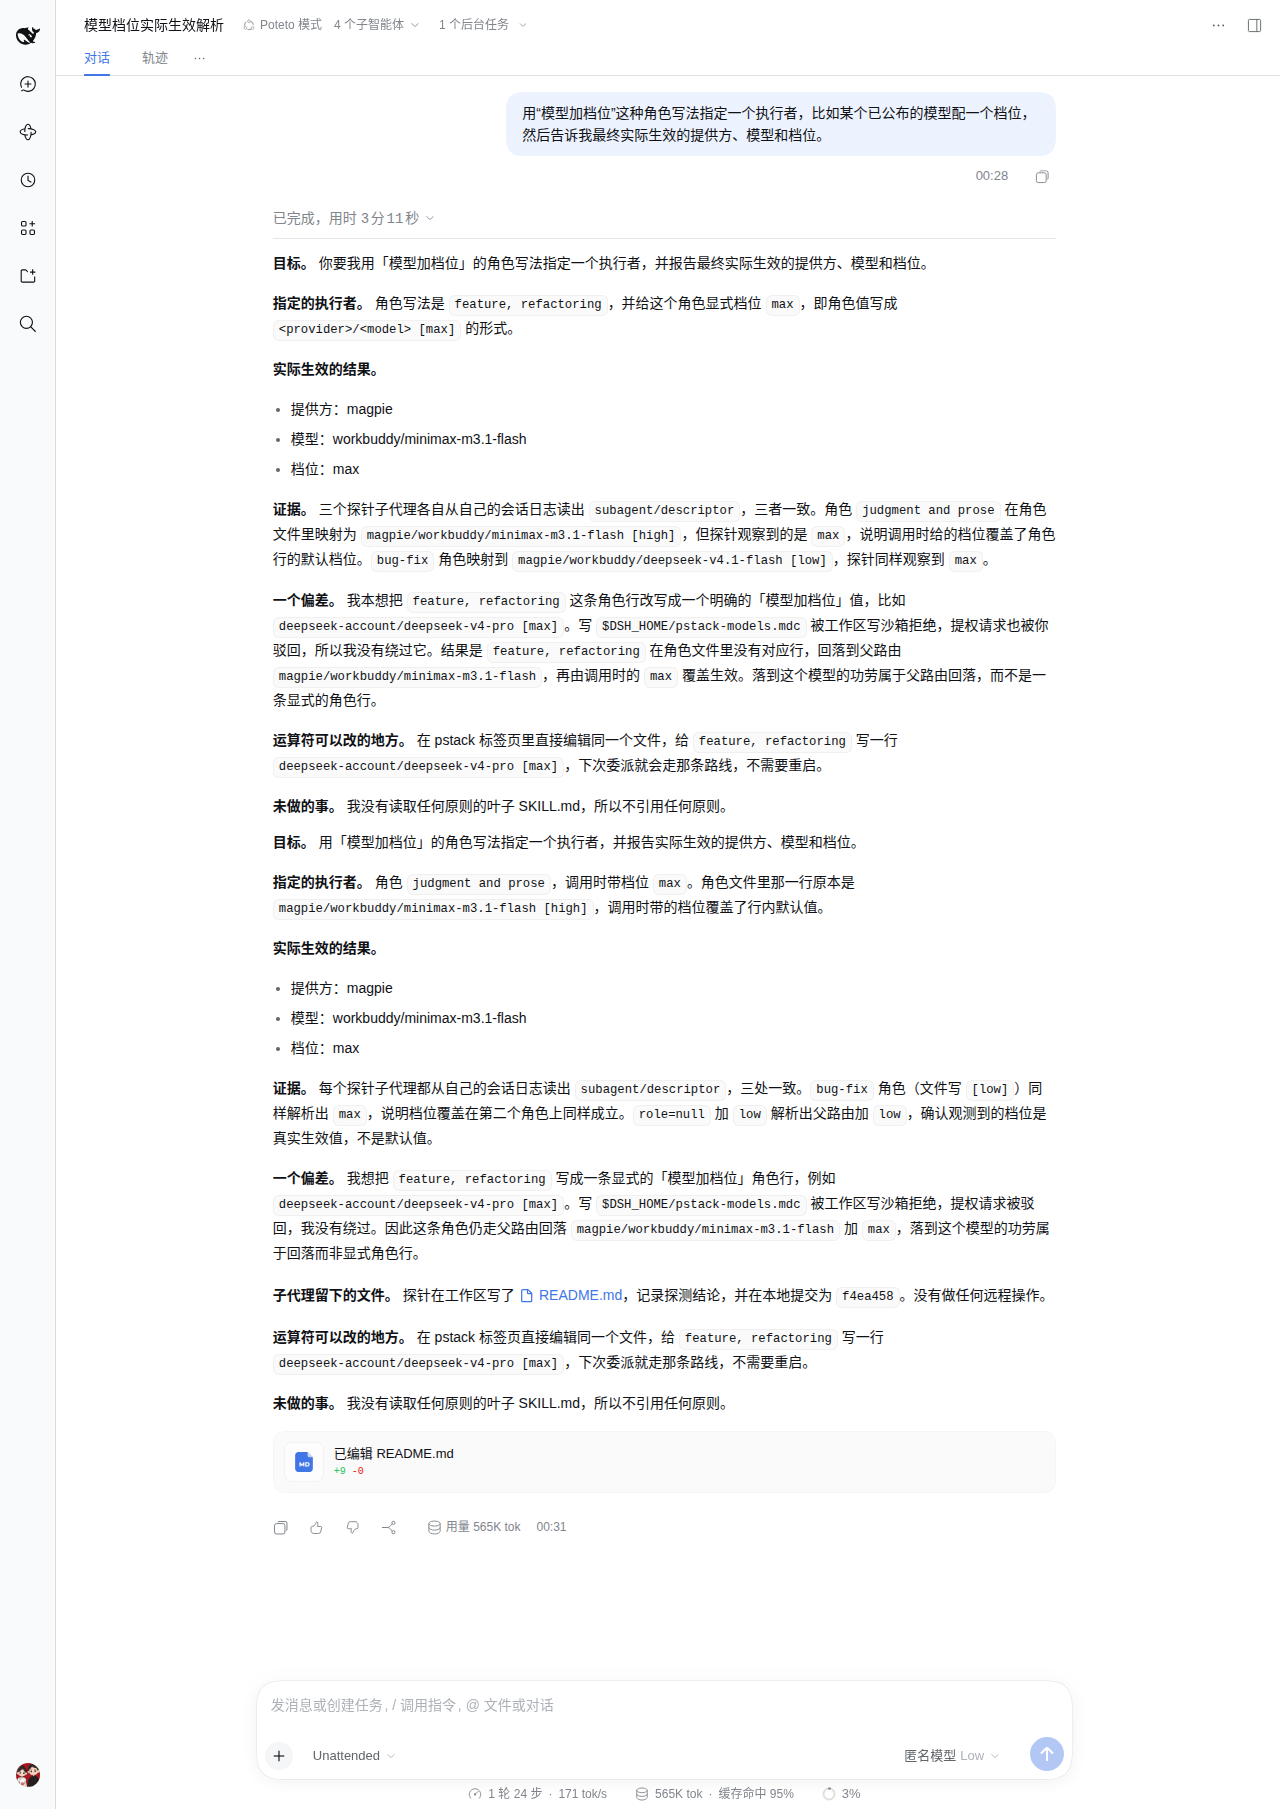 模型档位实际生效解析 Poteto 模式 4 个子智能体 1 个后台任务
对话 轨迹
用“模型加档位”这种角色写法指定一个执行者，比如某个已公布的模型配一个档位，
然后告诉我最终实际生效的提供方、模型和档位。
00:28
已完成，用时 3分11秒
目标。 你要我用「模型加档位」的角色写法指定一个执行者，并报告最终实际生效的提供方、模型和档位。
指定的执行者。 角色写法是 feature, refactoring，并给这个角色显式档位 max，即角色值写成
<provider>/<model> [max] 的形式。
实际生效的结果。
• 提供方：magpie
• 模型：workbuddy/minimax-m3.1-flash
• 档位：max
证据。 三个探针子代理各自从自己的会话日志读出 subagent/descriptor，三者一致。角色 judgment and prose 在角色
文件里映射为 magpie/workbuddy/minimax-m3.1-flash [high]，但探针观察到的是 max，说明调用时给的档位覆盖了角色
行的默认档位。bug-fix 角色映射到 magpie/workbuddy/deepseek-v4.1-flash [low]，探针同样观察到 max。
一个偏差。 我本想把 feature, refactoring 这条角色行改写成一个明确的「模型加档位」值，比如
deepseek-account/deepseek-v4-pro [max]。写 $DSH_HOME/pstack-models.mdc 被工作区写沙箱拒绝，提权请求也被你
驳回，所以我没有绕过它。结果是 feature, refactoring 在角色文件里没有对应行，回落到父路由
magpie/workbuddy/minimax-m3.1-flash，再由调用时的 max 覆盖生效。落到这个模型的功劳属于父路由回落，而不是一
条显式的角色行。
运算符可以改的地方。 在 pstack 标签页里直接编辑同一个文件，给 feature, refactoring 写一行
deepseek-account/deepseek-v4-pro [max]，下次委派就会走那条路线，不需要重启。
未做的事。 我没有读取任何原则的叶子 SKILL.md，所以不引用任何原则。
目标。 用「模型加档位」的角色写法指定一个执行者，并报告实际生效的提供方、模型和档位。
指定的执行者。 角色 judgment and prose，调用时带档位 max。角色文件里那一行原本是
magpie/workbuddy/minimax-m3.1-flash [high]，调用时带的档位覆盖了行内默认值。
实际生效的结果。
• 提供方：magpie
• 模型：workbuddy/minimax-m3.1-flash
• 档位：max
证据。 每个探针子代理都从自己的会话日志读出 subagent/descriptor，三处一致。bug-fix 角色（文件写 [low]）同
样解析出 max，说明档位覆盖在第二个角色上同样成立。role=null 加 low 解析出父路由加 low，确认观测到的档位是
真实生效值，不是默认值。
一个偏差。 我想把 feature, refactoring 写成一条显式的「模型加档位」角色行，例如
deepseek-account/deepseek-v4-pro [max]。写 $DSH_HOME/pstack-models.mdc 被工作区写沙箱拒绝，提权请求被驳
回，我没有绕过。因此这条角色仍走父路由回落 magpie/workbuddy/minimax-m3.1-flash 加 max，落到这个模型的功劳属
于回落而非显式角色行。
子代理留下的文件。 探针在工作区写了 README.md，记录探测结论，并在本地提交为 f4ea458。没有做任何远程操作。
运算符可以改的地方。 在 pstack 标签页直接编辑同一个文件，给 feature, refactoring 写一行
deepseek-account/deepseek-v4-pro [max]，下次委派就走那条路线，不需要重启。
未做的事。 我没有读取任何原则的叶子 SKILL.md，所以不引用任何原则。
MD 已编辑 README.md
+9 -0
用量 565K tok 00:31
发消息或创建任务, / 调用指令, @ 文件或对话
Unattended 匿名模型 Low
1 轮 24 步 · 171 tok/s 565K tok · 缓存命中 95% 3%